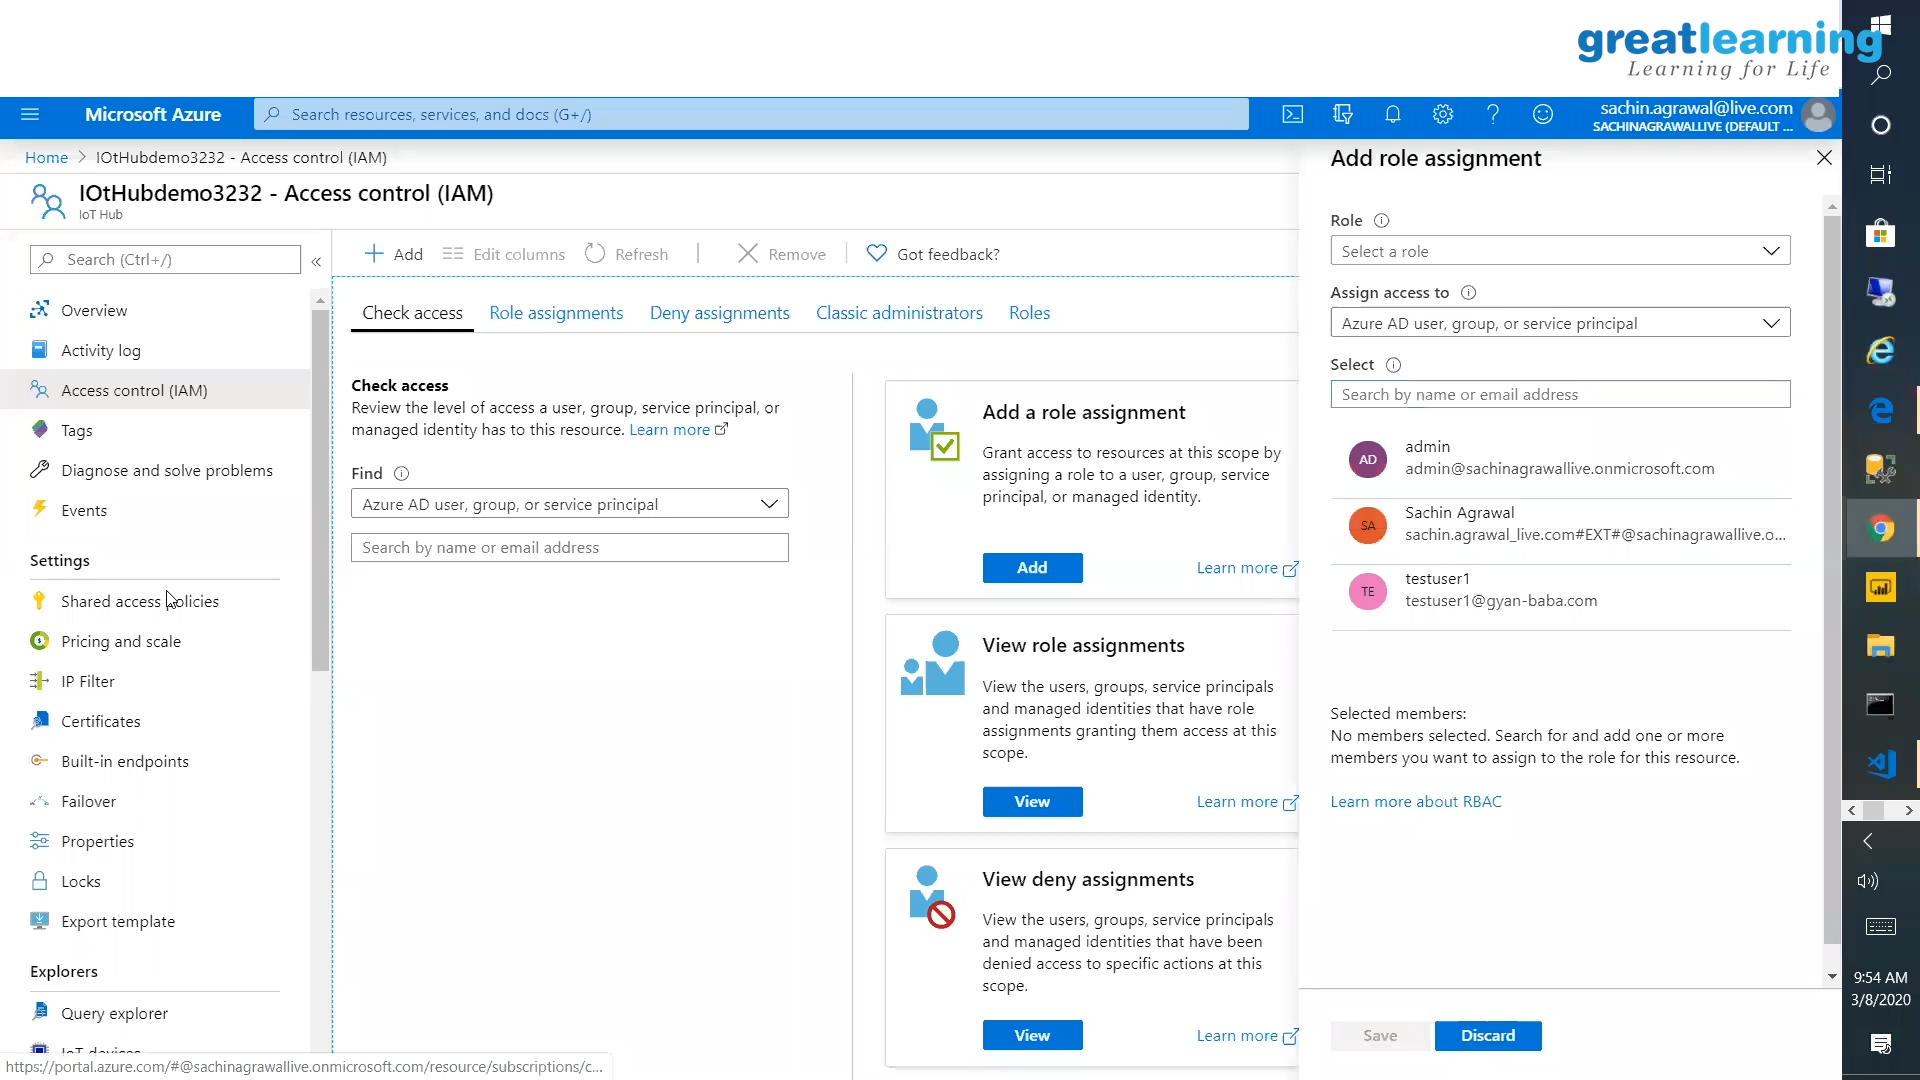 greatlearning
Learning for Life
Microsoft Azure
Search resources, services, and docs (G+/)
sachin.agrawal@live.com
SACHINAGRAWALLIVE (DEFAULT ...
Home > IOtHubdemo3232 - Access control (IAM)
IOtHubdemo3232 - Access control (IAM)
IoT Hub
Search (Ctrl+/)
«
Overview
Activity log
Access control (IAM)
Tags
Diagnose and solve problems
Events
Settings
Shared access policies
Pricing and scale
IP Filter
Certificates
Built-in endpoints
Failover
Properties
Locks
Export template
Explorers
Query explorer
IoT devices
https://portal.azure.com/#@sachinagrawallive.onmicrosoft.com/resource/subscriptions/c...
Add
Edit columns
Refresh
Remove
Got feedback?
Check access
Role assignments
Deny assignments
Classic administrators
Roles
Check access
Review the level of access a user, group, service principal, or
managed identity has to this resource. Learn more
Find
Azure AD user, group, or service principal
Search by name or email address
Add a role assignment
Grant access to resources at this scope by
assigning a role to a user, group, service
principal, or managed identity.
Add
Learn more
View role assignments
View the users, groups, service principals
and managed identities that have role
assignments granting them access at this
scope.
View
Learn more
View deny assignments
View the users, groups, service principals
and managed identities that have been
denied access to specific actions at this
scope.
View
Learn more
Add role assignment
Role
Select a role
Assign access to
Azure AD user, group, or service principal
Select
Search by name or email address
AD
admin
admin@sachinagrawallive.onmicrosoft.com
SA
Sachin Agrawal
sachin.agrawal_live.com#EXT#@sachinagrawallive.o...
TE
testuser1
testuser1@gyan-baba.com
Selected members:
No members selected. Search for and add one or more
members you want to assign to the role for this resource.
Learn more about RBAC
Save
Discard
9:54 AM
3/8/2020